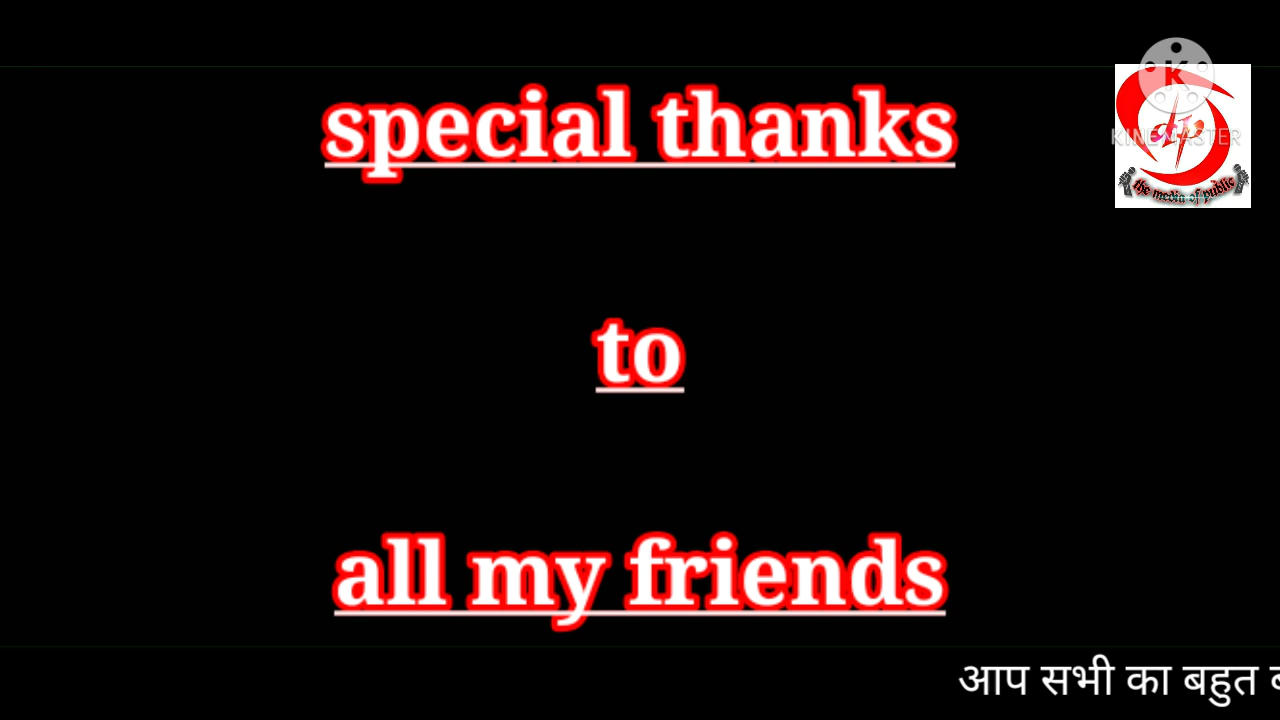 special thanks
K
KINEMASTER
the media of public
to
all my friends
आप सभी का बहुत